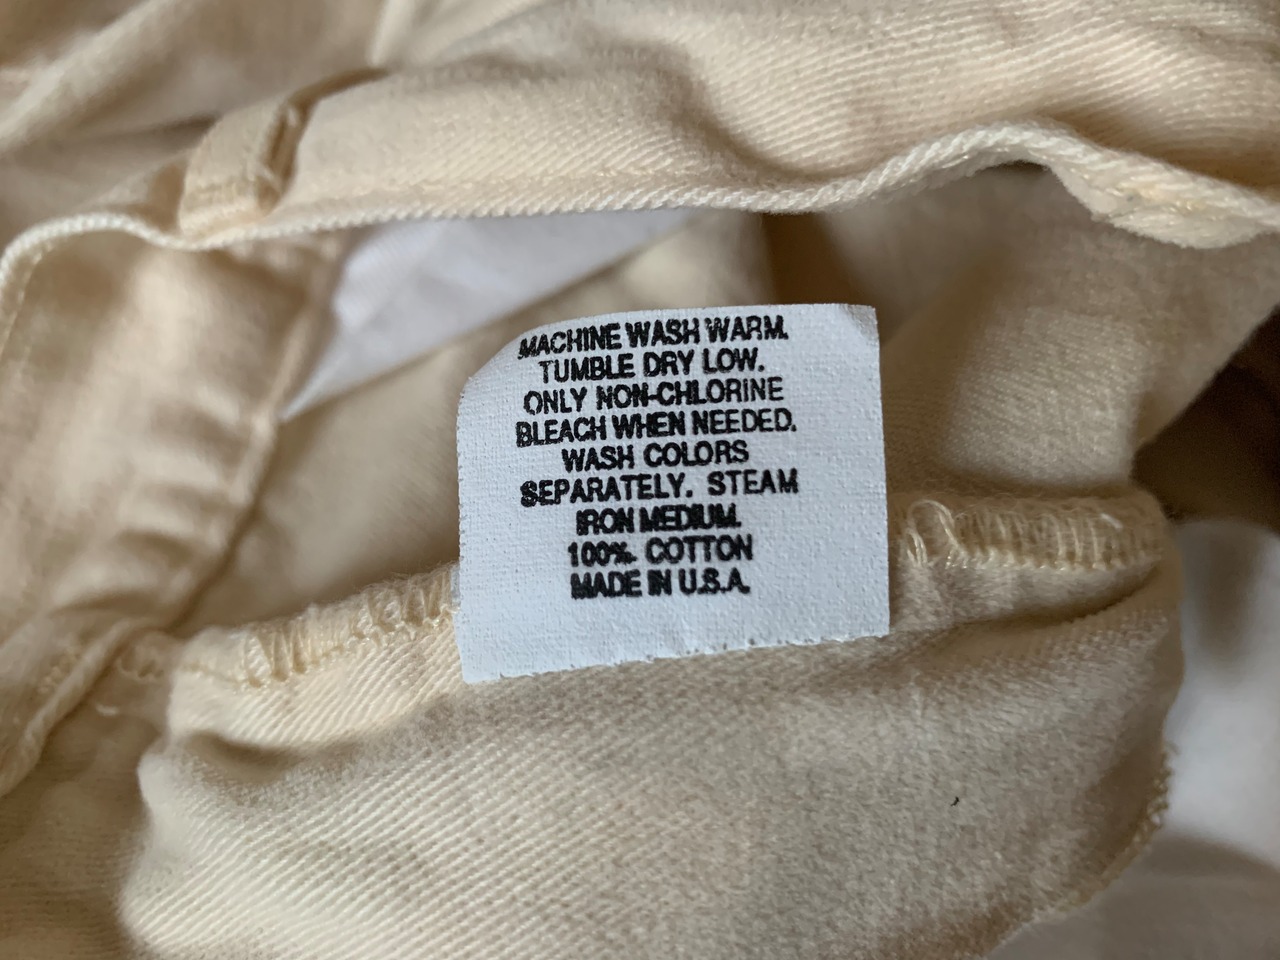 MACHINE WASH WARM.
TUMBLE DRY LOW.
ONLY NON-CHLORINE
BLEACH WHEN NEEDED.
WASH COLORS
SEPARATELY. STEAM
IRON MEDIUM.
100% COTTON
MADE IN U.S.A.